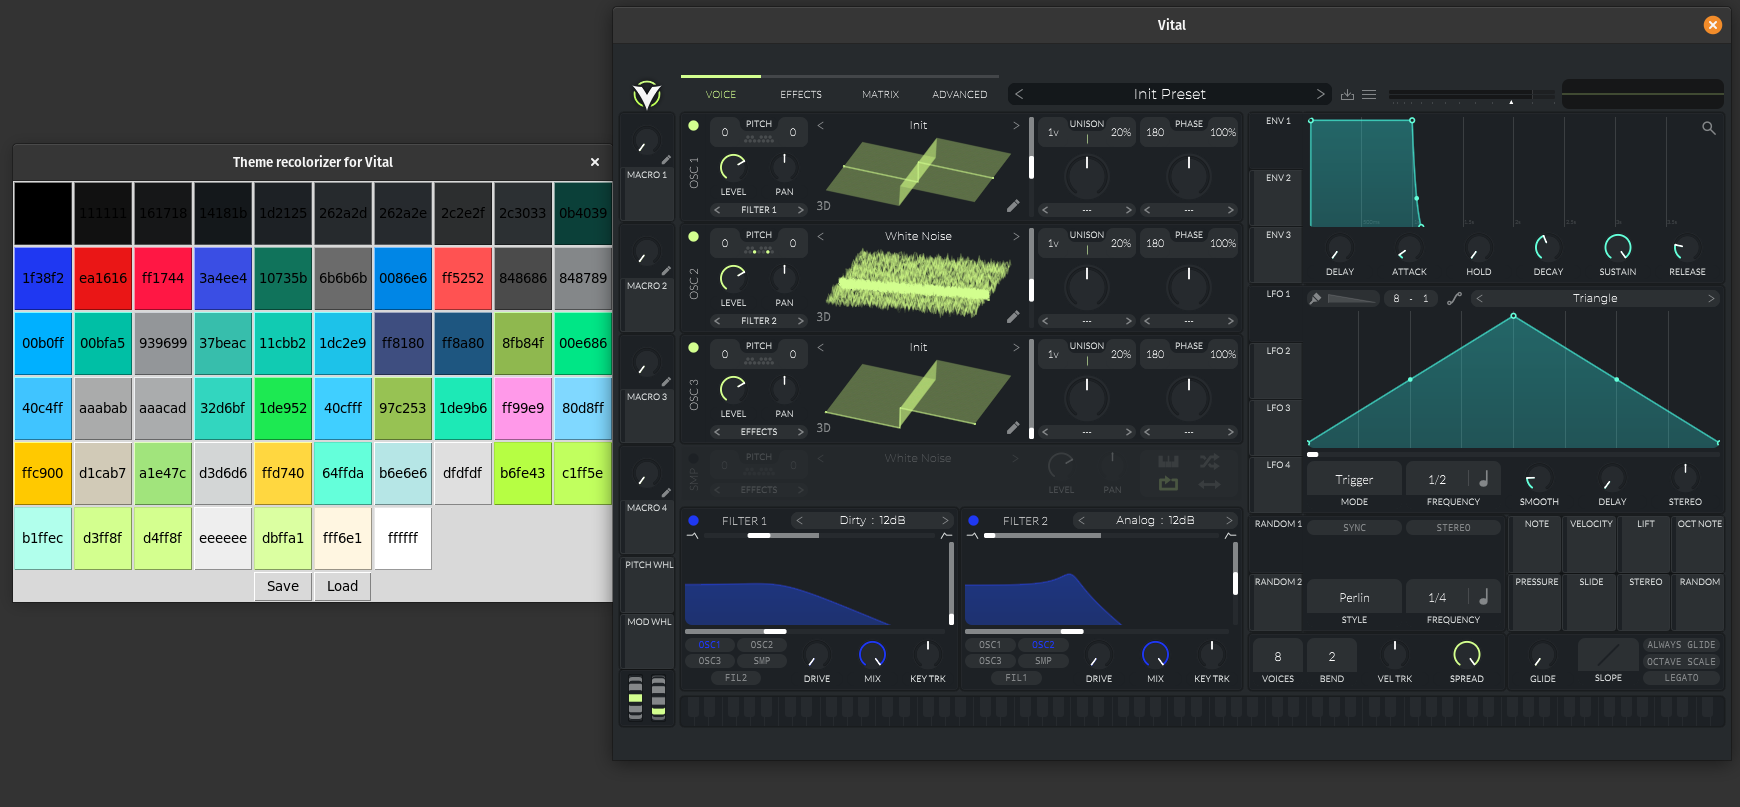 Theme recolorizer for Vital
111111 161718 14181b 1d2125 262a2d 262a2e 2c2e2f 2c3033 0b4039
1f38f2 ea1616 ff1744 3a4ee4 10735b 6b6b6b 0086e6 ff5252 848686 848789
00b0ff 00bfa5 939699 37beac 11cbb2 1dc2e9 ff8180 ff8a80 8fb84f 00e686
40c4ff aaabab aaacad 32d6bf 1de952 40cfff 97c253 1de9b6 ff99e9 80d8ff
ffc900 d1cab7 a1e47c d3d6d6 ffd740 64ffda b6e6e6 dfdfdf b6fe43 c1ff5e
b1ffec d3ff8f d4ff8f eeeeee dbffa1 fff6e1 ffffff
Save Load
Vital
VOICE EFFECTS MATRIX ADVANCED
< Init Preset >
MACRO 1
MACRO 2
MACRO 3
MACRO 4
PITCH WHL
MOD WHL
OSC 1
0 PITCH 0
< Init >
1v UNISON 20%
180 PHASE 100%
LEVEL PAN
3D
< FILTER 1 >
< --- >
< --- >
OSC 2
0 PITCH 0
< White Noise >
1v UNISON 20%
180 PHASE 100%
LEVEL PAN
3D
< FILTER 2 >
< --- >
< --- >
OSC 3
0 PITCH 0
< Init >
1v UNISON 20%
180 PHASE 100%
LEVEL PAN
3D
< EFFECTS >
< --- >
< --- >
SMP
0 PITCH 0
< White Noise >
< EFFECTS >
LEVEL PAN
FILTER 1
< Dirty : 12dB >
OSC1 OSC2
OSC3 SMP
FIL2
DRIVE MIX KEY TRK
FILTER 2
< Analog : 12dB >
OSC1 OSC2
OSC3 SMP
FIL1
DRIVE MIX KEY TRK
ENV 1
ENV 2
ENV 3
DELAY ATTACK HOLD DECAY SUSTAIN RELEASE
LFO 1
LFO 2
LFO 3
LFO 4
8 - 1
< Triangle >
Trigger
MODE
1/2
FREQUENCY
SMOOTH DELAY STEREO
RANDOM 1
SYNC STEREO
RANDOM 2
Perlin
STYLE
1/4
FREQUENCY
NOTE VELOCITY LIFT OCT NOTE
PRESSURE SLIDE STEREO RANDOM
8
VOICES
2
BEND
VEL TRK SPREAD
GLIDE SLOPE
ALWAYS GLIDE
OCTAVE SCALE
LEGATO